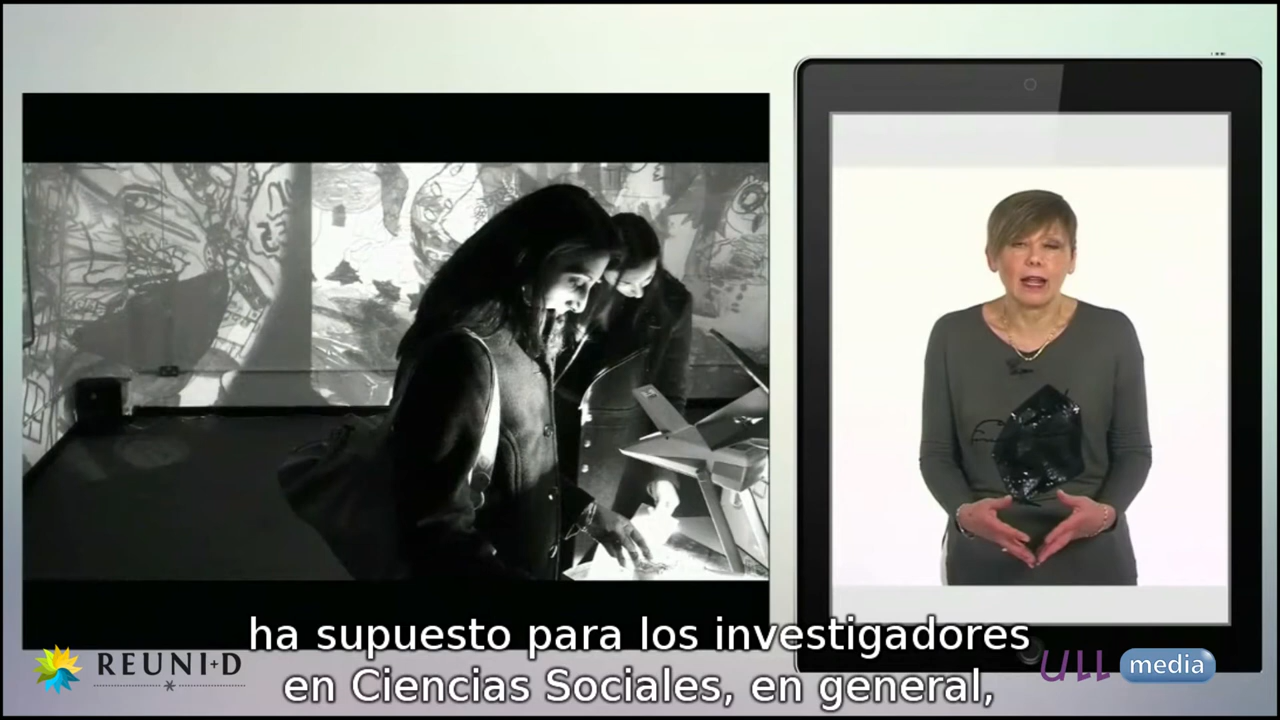 ha supuesto para los investigadores
REUNI+D
ULL media
en Ciencias Sociales, en general,